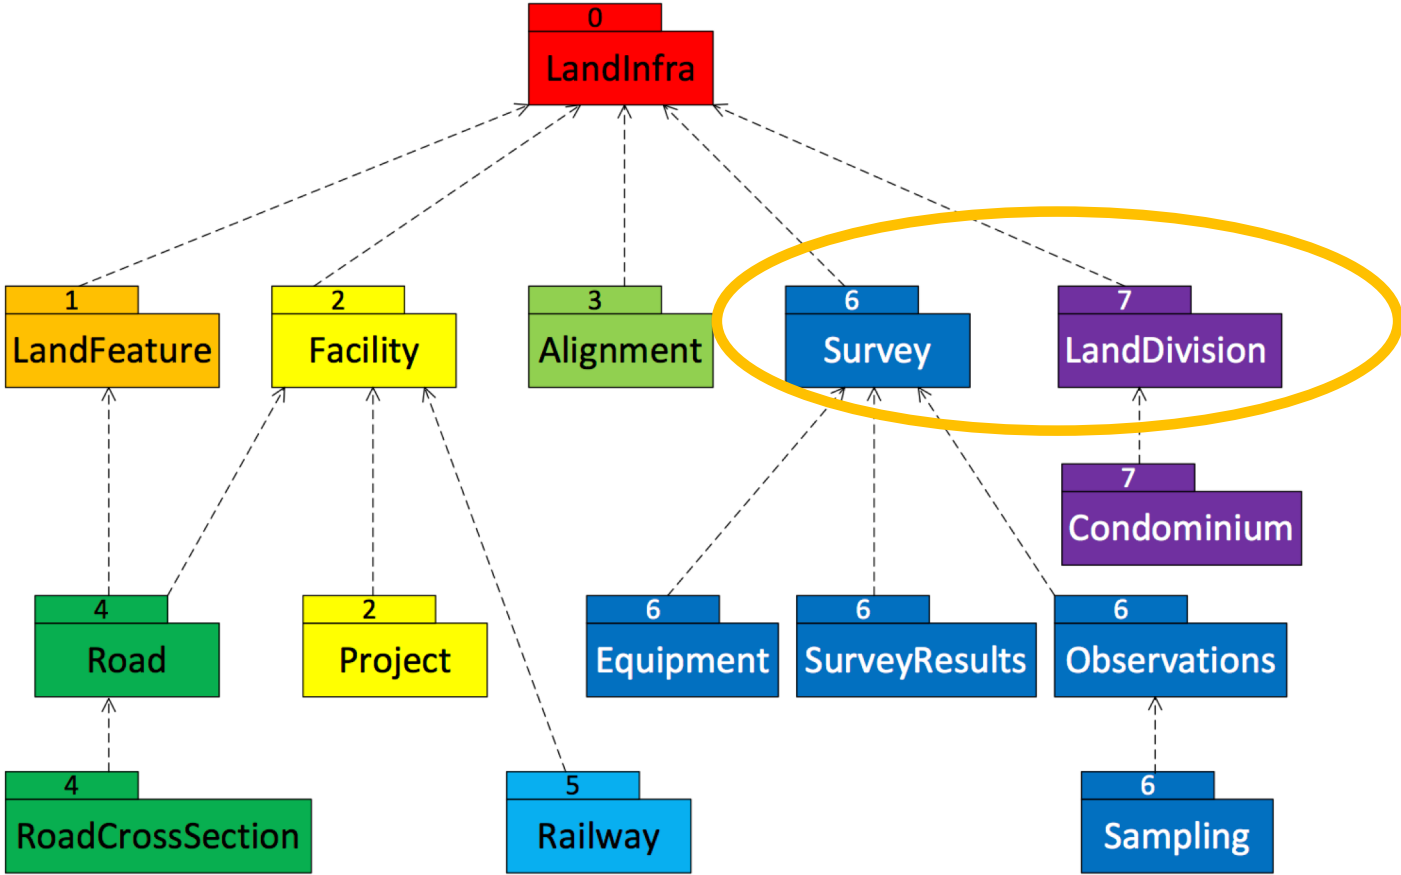 0
LandInfra
1
LandFeature
2
Facility
3
Alignment
6
Survey
7
LandDivision
7
Condominium
4
Road
2
Project
6
Equipment
6
SurveyResults
6
Observations
4
RoadCrossSection
5
Railway
6
Sampling